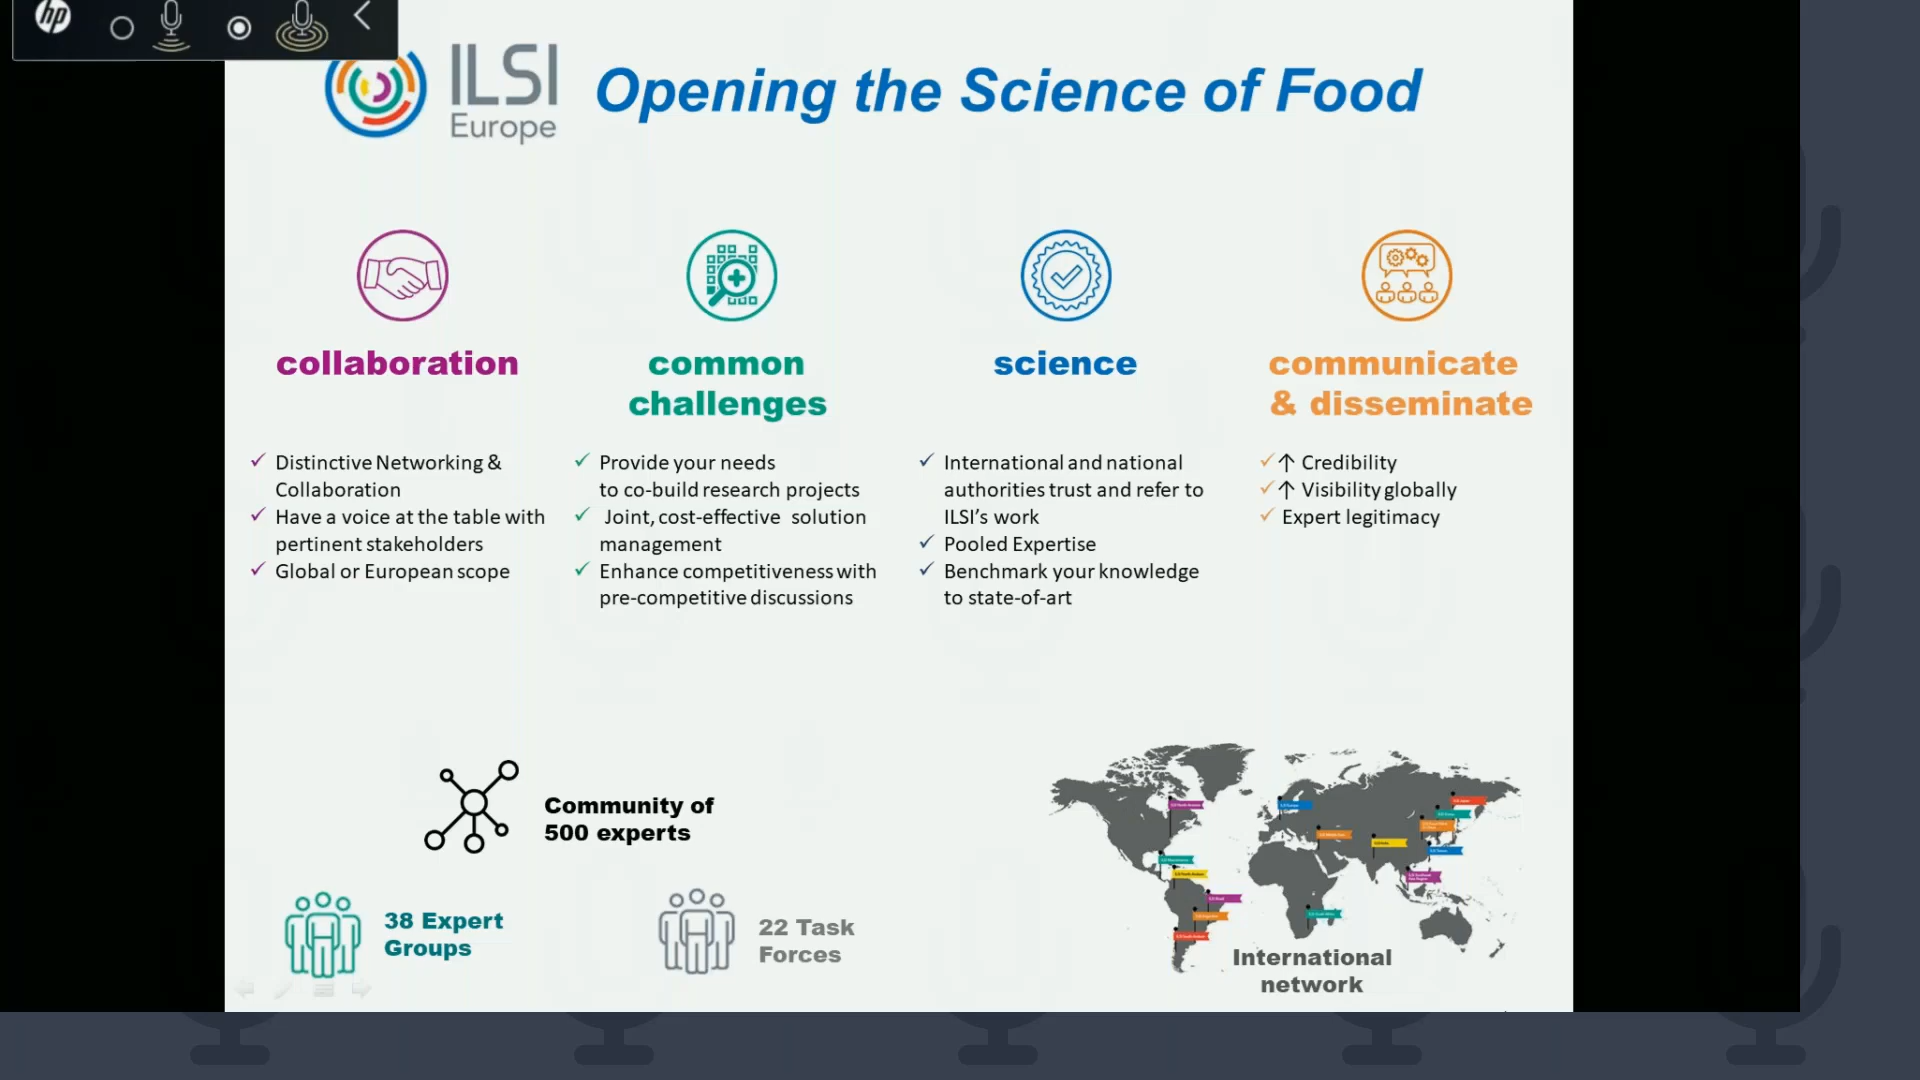 hp
ILSI
Europe
Opening the Science of Food
collaboration
Distinctive Networking &
Collaboration
Have a voice at the table with
pertinent stakeholders
Global or European scope
common
challenges
Provide your needs
to co-build research projects
Joint, cost-effective solution
management
Enhance competitiveness with
pre-competitive discussions
science
International and national
authorities trust and refer to
ILSI’s work
Pooled Expertise
Benchmark your knowledge
to state-of-art
communicate
& disseminate
↑ Credibility
↑ Visibility globally
Expert legitimacy
Community of
500 experts
38 Expert
Groups
22 Task
Forces
International
network